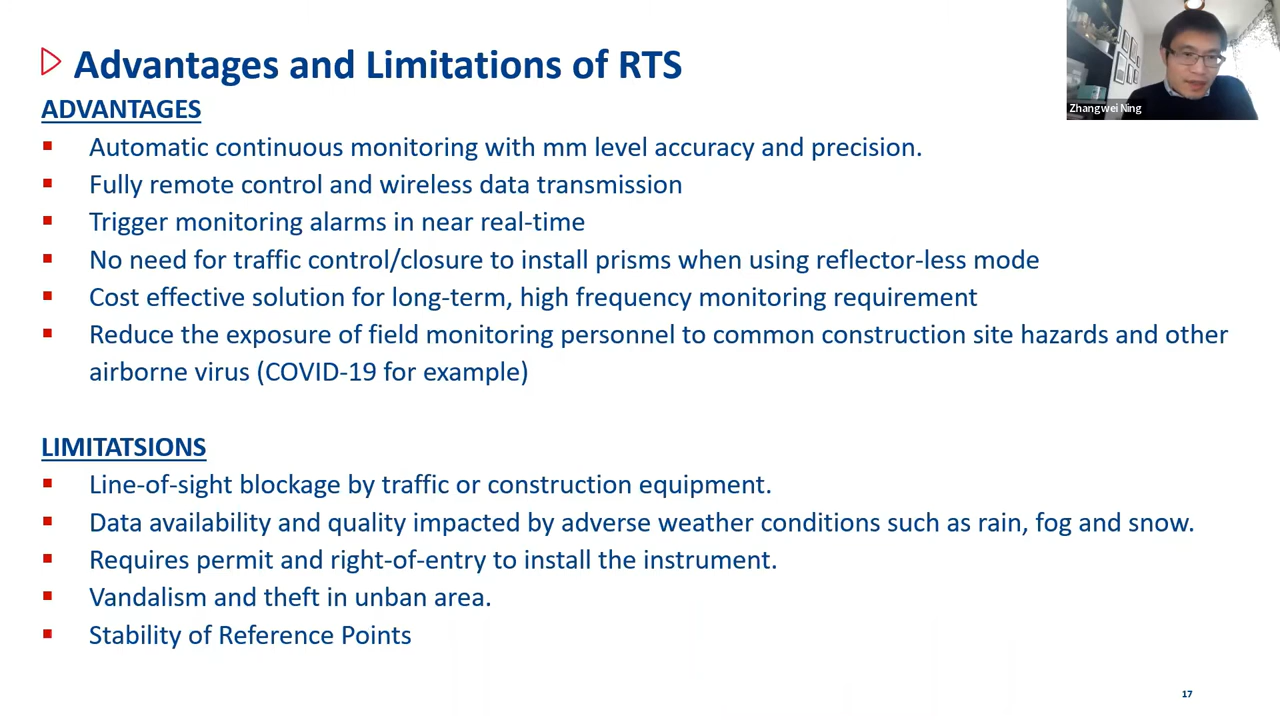 Advantages and Limitations of RTS
Zhangwei Ning
ADVANTAGES
Automatic continuous monitoring with mm level accuracy and precision.
Fully remote control and wireless data transmission
Trigger monitoring alarms in near real-time
No need for traffic control/closure to install prisms when using reflector-less mode
Cost effective solution for long-term, high frequency monitoring requirement
Reduce the exposure of field monitoring personnel to common construction site hazards and other
airborne virus (COVID-19 for example)
LIMITATSIONS
Line-of-sight blockage by traffic or construction equipment.
Data availability and quality impacted by adverse weather conditions such as rain, fog and snow.
Requires permit and right-of-entry to install the instrument.
Vandalism and theft in unban area.
Stability of Reference Points
17